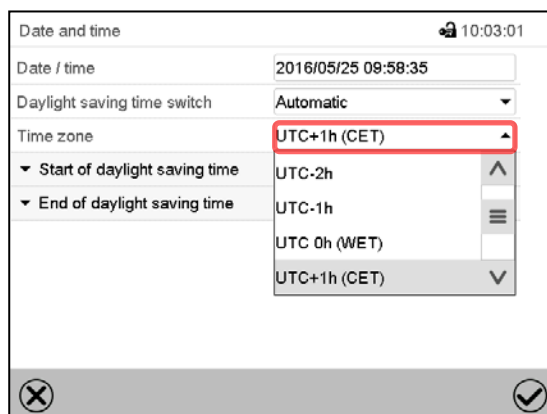 Date and time 10:03:01
Date / time 2016/05/25 09:58:35
Daylight saving time switch Automatic
Time zone UTC+1h (CET)
Start of daylight saving time UTC-2h
UTC-1h
End of daylight saving time
UTC 0h (WET)
UTC+1h (CET)